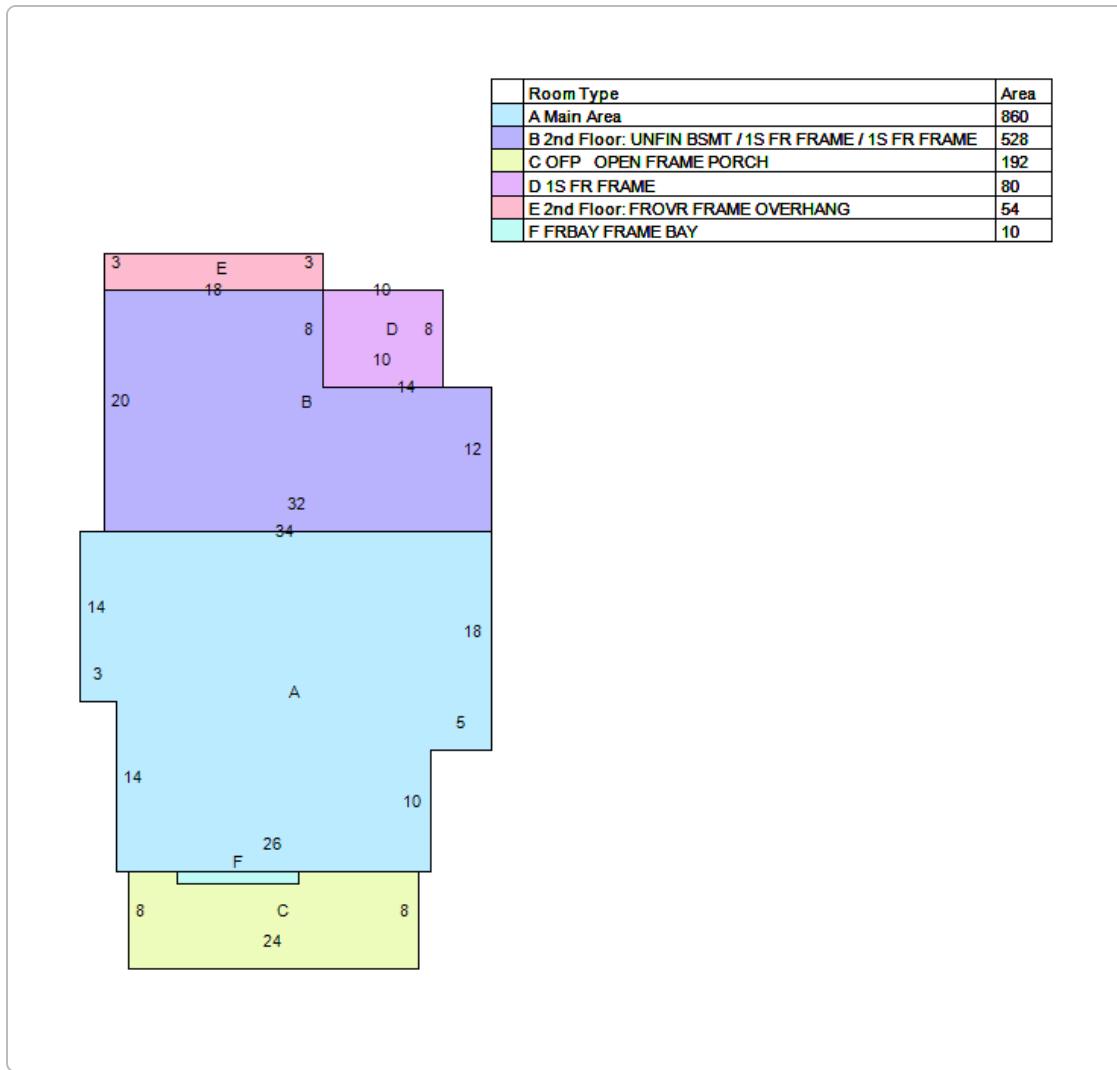 Room Type Area
A Main Area 860
B 2nd Floor: UNFIN BSMT / 1S FR FRAME / 1S FR FRAME 528
C OFP OPEN FRAME PORCH 192
D 1S FR FRAME 80
E 2nd Floor: FROVR FRAME OVERHANG 54
F FRBAY FRAME BAY 10
3 E 3
18 10
8 D 8
10
14
20 B
12
32
34
14
18
3
A
5
14
10
26
F
8 C 8
24